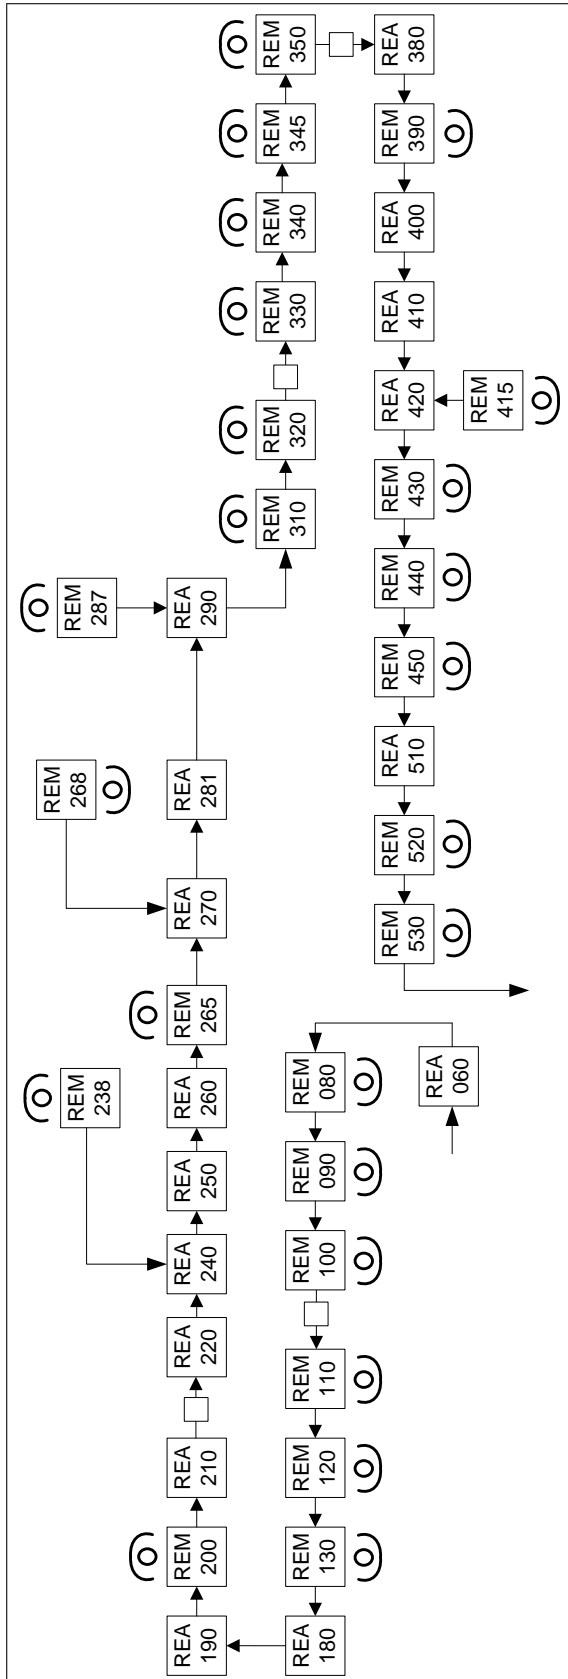 REA
060
REM
080
REM
090
REM
100
REM
110
REM
120
REM
130
REA
180
REA
190
REM
200
REA
210
REA
220
REM
238
REA
240
REA
250
REA
260
REM
265
REM
268
REA
270
REA
281
REM
287
REA
290
REM
310
REM
320
REM
330
REM
340
REM
345
REM
350
REA
380
REM
390
REA
400
REA
410
REM
415
REA
420
REM
430
REM
440
REM
450
REA
510
REM
520
REM
530